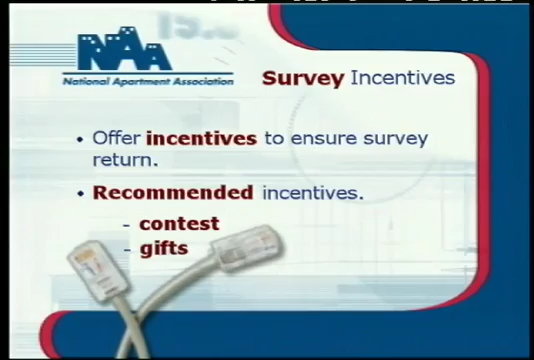 NAA
National Apartment Association
Survey Incentives
• Offer incentives to ensure survey
return.
• Recommended incentives.
- contest
- gifts